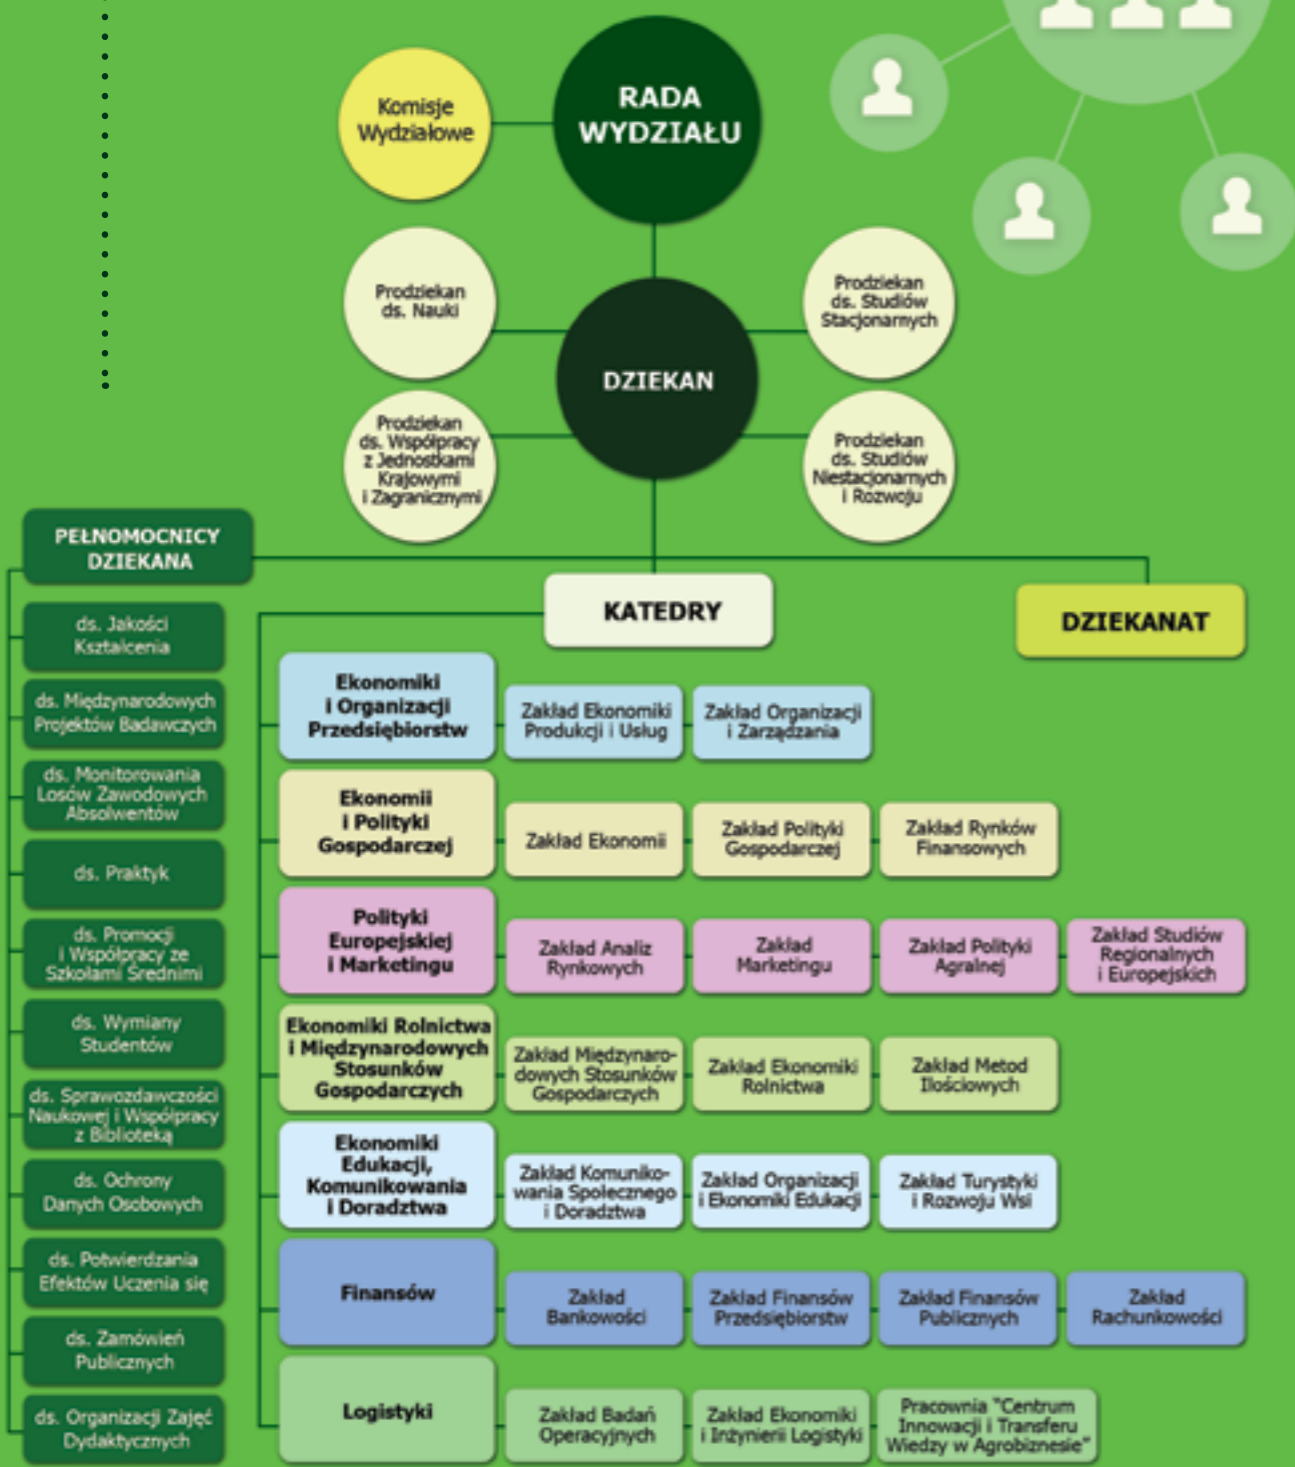 Komisje
Wydziałowe
RADA
WYDZIAŁU
Prodziekan
ds. Nauki
Prodziekan
ds. Studiów
Stacjonarnych
DZIEKAN
Prodziekan
ds. Współpracy
z Jednostkami
Krajowymi
i Zagranicznymi
Prodziekan
ds. Studiów
Niestacjonarnych
i Rozwoju
PEŁNOMOCNICY
DZIEKANA
ds. Jakości
Kształcenia
ds. Międzynarodowych
Projektów Badawczych
ds. Monitorowania
Losów Zawodowych
Absolwentów
ds. Praktyk
ds. Promocji
i Współpracy ze
Szkołami Średnimi
ds. Wymiany
Studentów
ds. Sprawozdawczości
Naukowej i Współpracy
z Biblioteką
ds. Ochrony
Danych Osobowych
ds. Potwierdzania
Efektów Uczenia się
ds. Zamówień
Publicznych
ds. Organizacji Zajęć
Dydaktycznych
KATEDRY
DZIEKANAT
Ekonomiki
i Organizacji
Przedsiębiorstw
Zakład Ekonomiki
Produkcji i Usług
Zakład Organizacji
i Zarządzania
Ekonomii
i Polityki
Gospodarczej
Zakład Ekonomii
Zakład Polityki
Gospodarczej
Zakład Rynków
Finansowych
Polityki
Europejskiej
i Marketingu
Zakład Analiz
Rynkowych
Zakład
Marketingu
Zakład Polityki
Agralnej
Zakład Studiów
Regionalnych
i Europejskich
Ekonomiki Rolnictwa
i Międzynarodowych
Stosunków
Gospodarczych
Zakład Międzynaro-
dowych Stosunków
Gospodarczych
Zakład Ekonomiki
Rolnictwa
Zakład Metod
Ilościowych
Ekonomiki
Edukacji,
Komunikowania
i Doradztwa
Zakład Komuniko-
wania Społecznego
i Doradztwa
Zakład Organizacji
i Ekonomiki Edukacji
Zakład Turystyki
i Rozwoju Wsi
Finansów
Zakład
Bankowości
Zakład Finansów
Przedsiębiorstw
Zakład Finansów
Publicznych
Zakład
Rachunkowości
Logistyki
Zakład Badań
Operacyjnych
Zakład Ekonomiki
i Inżynierii Logistyki
Pracownia "Centrum
Innowacji i Transferu
Wiedzy w Agrobiznesie"